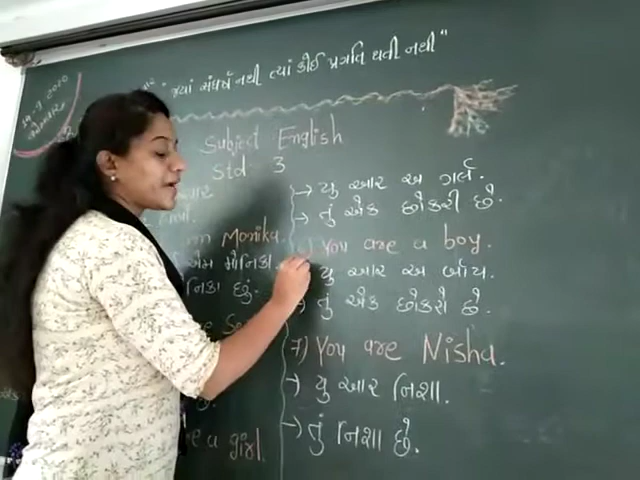 "જ્યાં સંઘર્ષ નથી ત્યાં કોઈ પ્રગતિ થતી નથી"
Subject English
std : 3
Monika.
મોનિકા
નિકા છું.
a girl.
→ યુ આર અ ગર્લ.
→ તું એક છોકરી છે.
You are a boy.
યુ આર અ બૉય.
તું એક છોકરો છે.
7) You are Nisha.
→ યુ આર નિશા.
→ તું નિશા છે.